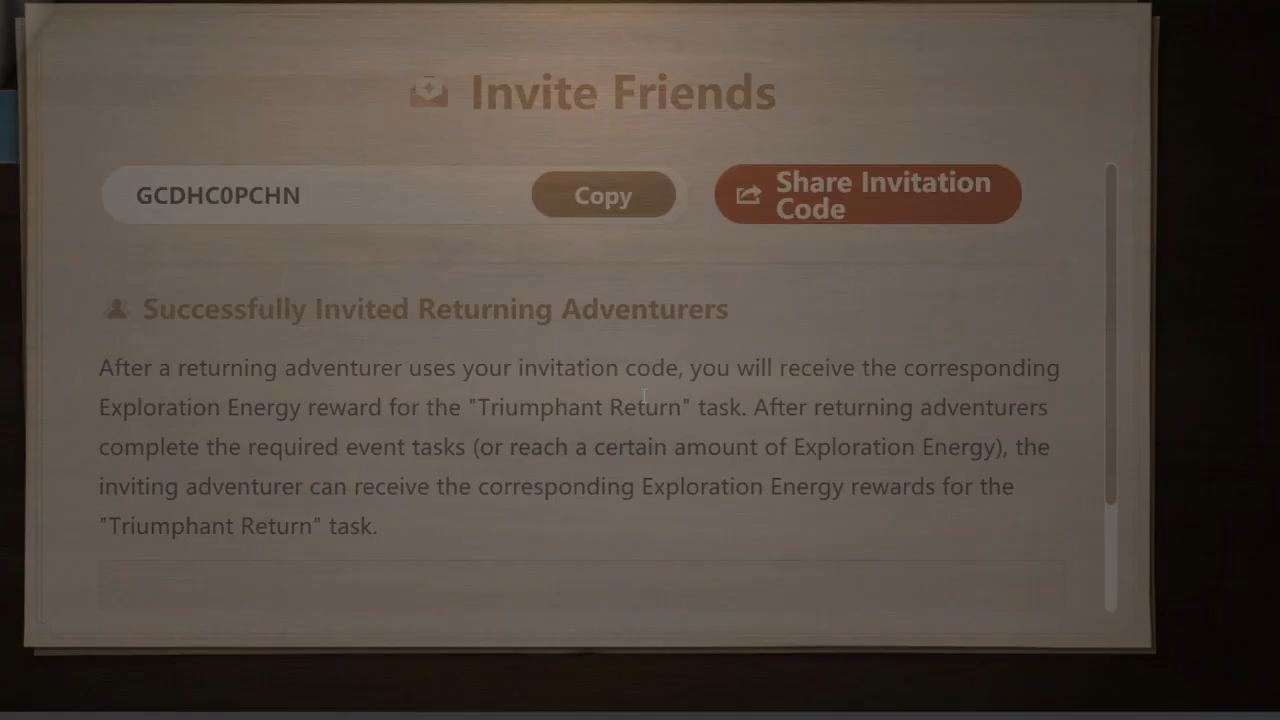 Invite Friends
GCDHC0PCHN
Copy
Share Invitation
Code
Successfully Invited Returning Adventurers
After a returning adventurer uses your invitation code, you will receive the corresponding
Exploration Energy reward for the "Triumphant Return" task. After returning adventurers
complete the required event tasks (or reach a certain amount of Exploration Energy), the
inviting adventurer can receive the corresponding Exploration Energy rewards for the
"Triumphant Return" task.